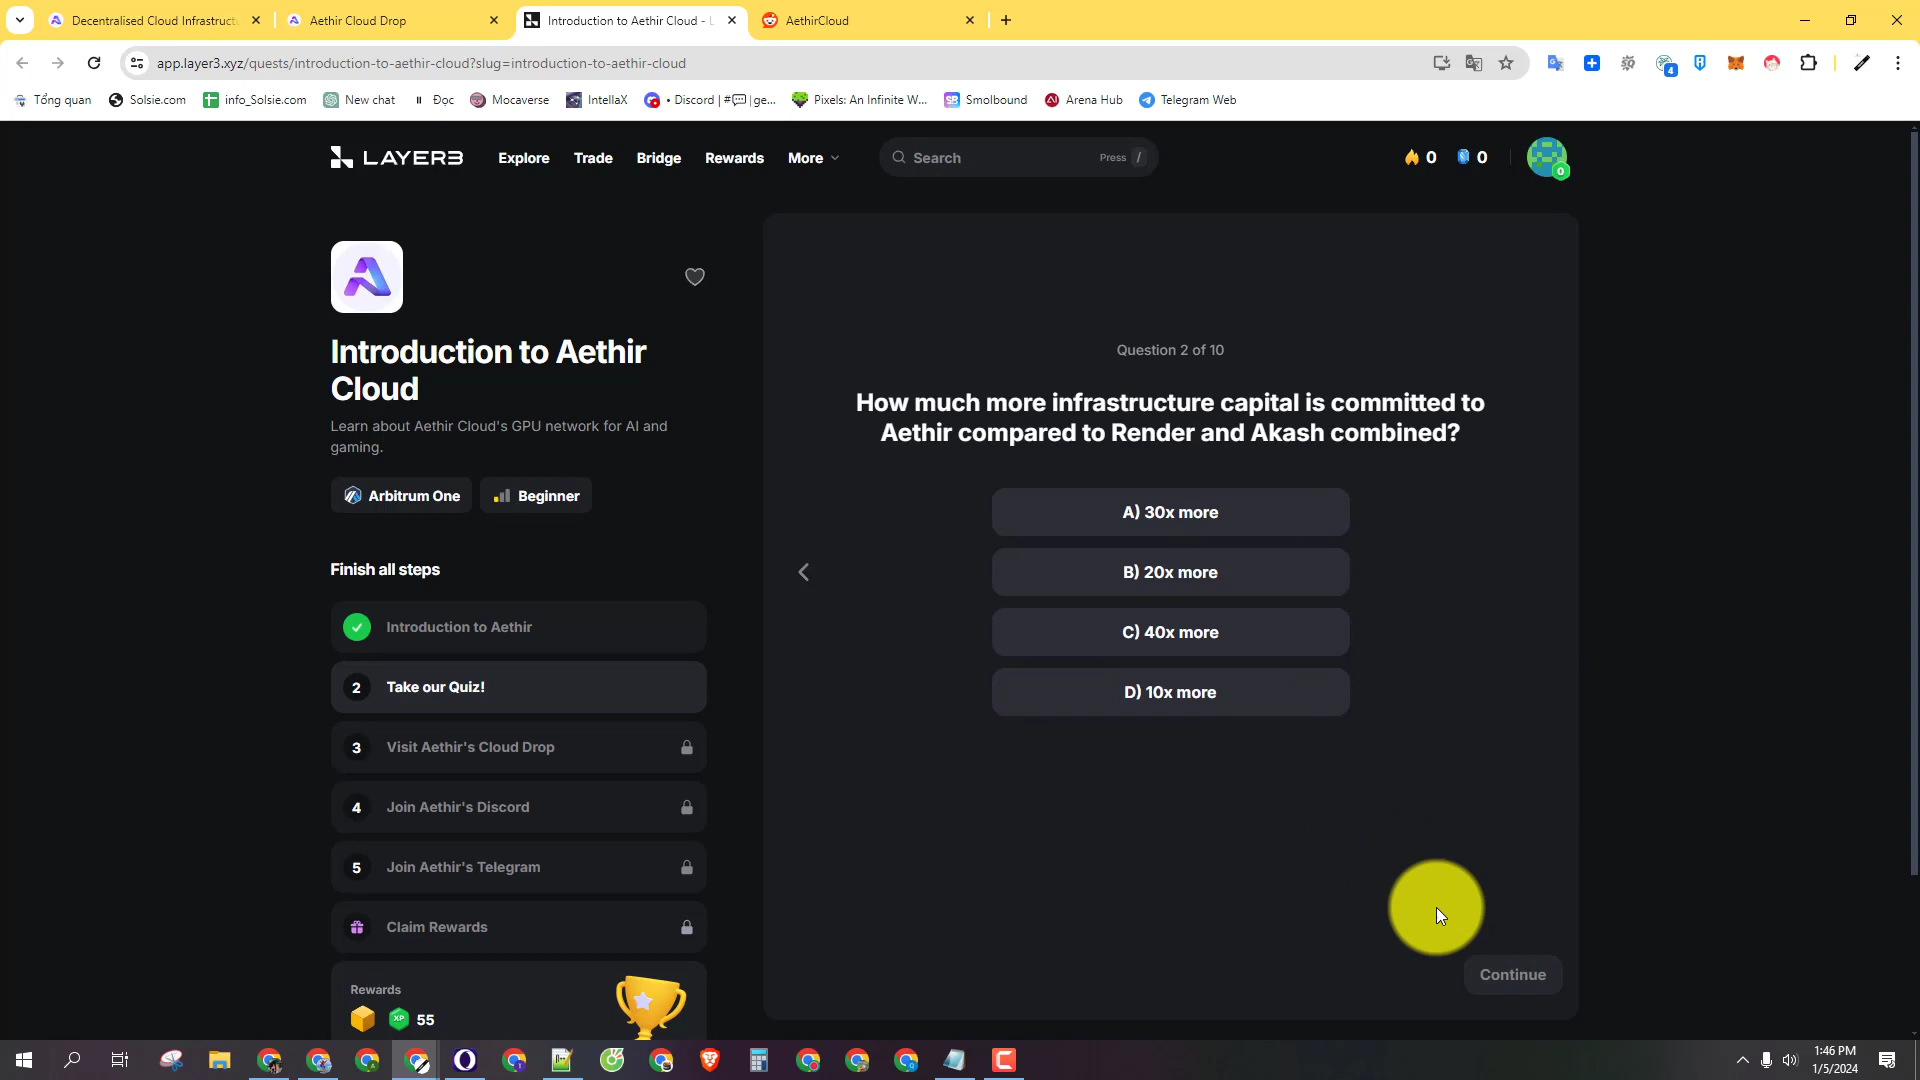 Decentralised Cloud Infrastruct
Aethir Cloud Drop
Introduction to Aethir Cloud - L
AethirCloud
app.layer3.xyz/quests/introduction-to-aethir-cloud?slug=introduction-to-aethir-cloud
4
Tổng quan
Solsie.com
info_Solsie.com
New chat
Đọc
Mocaverse
IntellaX
• Discord | #💬|ge...
Pixels: An Infinite W...
Smolbound
Arena Hub
Telegram Web
LAYER3
Explore
Trade
Bridge
Rewards
More
Search
Press /
0
0
0
Introduction to Aethir
Cloud
Learn about Aethir Cloud's GPU network for AI and
gaming.
Arbitrum One
Beginner
Finish all steps
Introduction to Aethir
2 Take our Quiz!
3 Visit Aethir's Cloud Drop
4 Join Aethir's Discord
5 Join Aethir's Telegram
Claim Rewards
Rewards
XP 55
Question 2 of 10
How much more infrastructure capital is committed to
Aethir compared to Render and Akash combined?
A) 30x more
B) 20x more
C) 40x more
D) 10x more
Continue
1:46 PM
1/5/2024